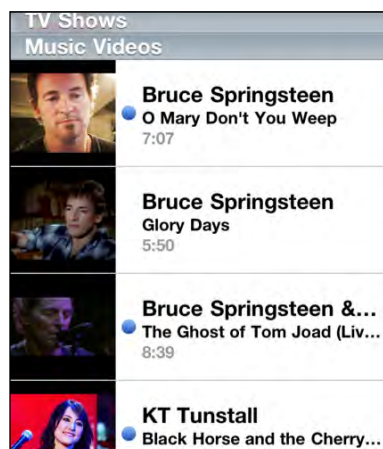 TV Shows
Music Videos
Bruce Springsteen
O Mary Don't You Weep
7:07
Bruce Springsteen
Glory Days
5:50
Bruce Springsteen &...
The Ghost of Tom Joad (Liv...
8:39
KT Tunstall
Black Horse and the Cherry...